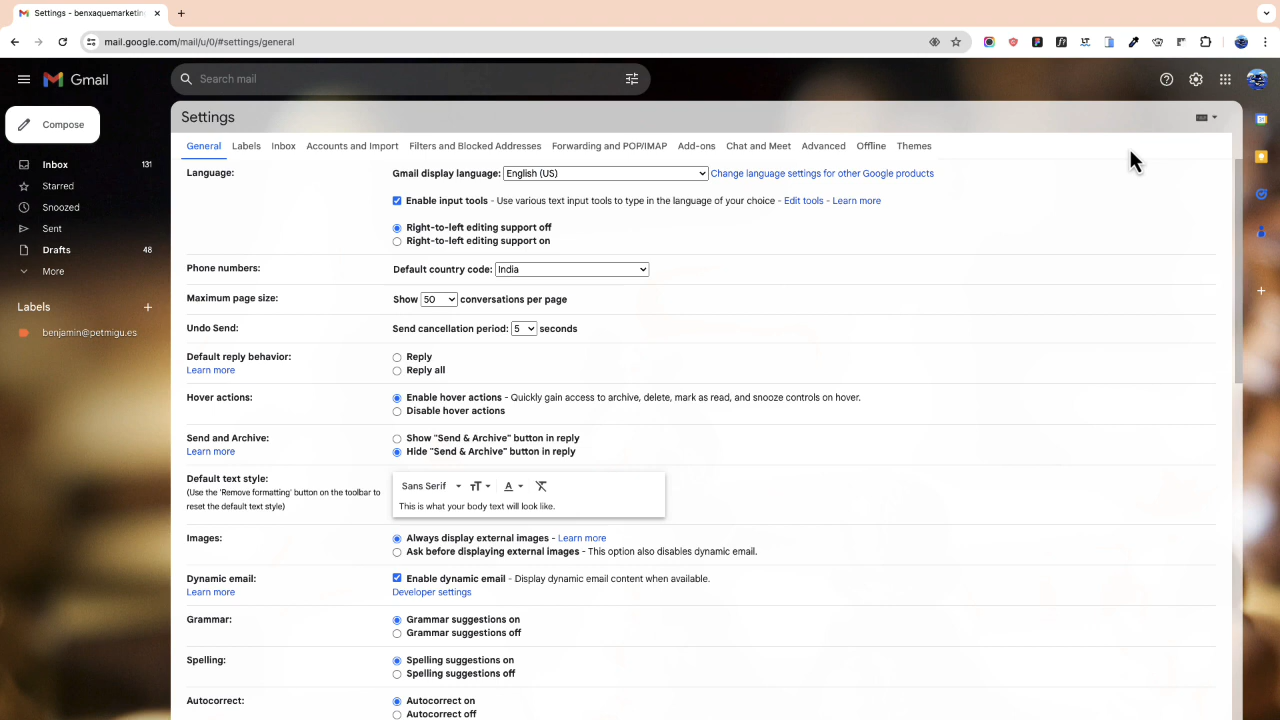 Settings - benxaquemarketing
mail.google.com/mail/u/0/#settings/general
Gmail
Search mail
Compose
Inbox 131
Starred
Snoozed
Sent
Drafts 48
More
Labels
benjamin@petmigu.es
Settings
General Labels Inbox Accounts and Import Filters and Blocked Addresses Forwarding and POP/IMAP Add-ons Chat and Meet Advanced Offline Themes
Language: Gmail display language: English (US) Change language settings for other Google products
Enable input tools - Use various text input tools to type in the language of your choice - Edit tools - Learn more
Right-to-left editing support off
Right-to-left editing support on
Phone numbers: Default country code: India
Maximum page size: Show 50 conversations per page
Undo Send: Send cancellation period: 5 seconds
Default reply behavior: Reply
Learn more Reply all
Hover actions: Enable hover actions - Quickly gain access to archive, delete, mark as read, and snooze controls on hover.
Disable hover actions
Send and Archive: Show "Send & Archive" button in reply
Learn more Hide "Send & Archive" button in reply
Default text style:
(Use the 'Remove formatting' button on the toolbar to
reset the default text style)
Sans Serif
This is what your body text will look like.
Images: Always display external images - Learn more
Ask before displaying external images - This option also disables dynamic email.
Dynamic email: Enable dynamic email - Display dynamic email content when available.
Learn more Developer settings
Grammar: Grammar suggestions on
Grammar suggestions off
Spelling: Spelling suggestions on
Spelling suggestions off
Autocorrect: Autocorrect on
Autocorrect off